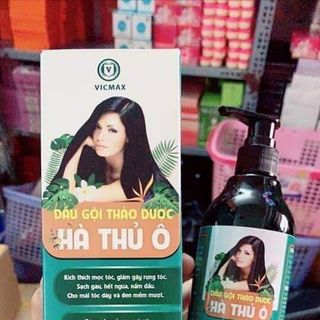 V
VICMAX
DẦU GỘI THẢO DƯỢC
HÀ THỦ Ô
Kích thích mọc tóc, giảm gãy rụng tóc.
Sạch gàu, hết ngứa, nấm đầu.
Cho mái tóc dày và đen mềm mượt.
DẦU GỘI THẢO DƯỢC
HÀ THỦ Ô